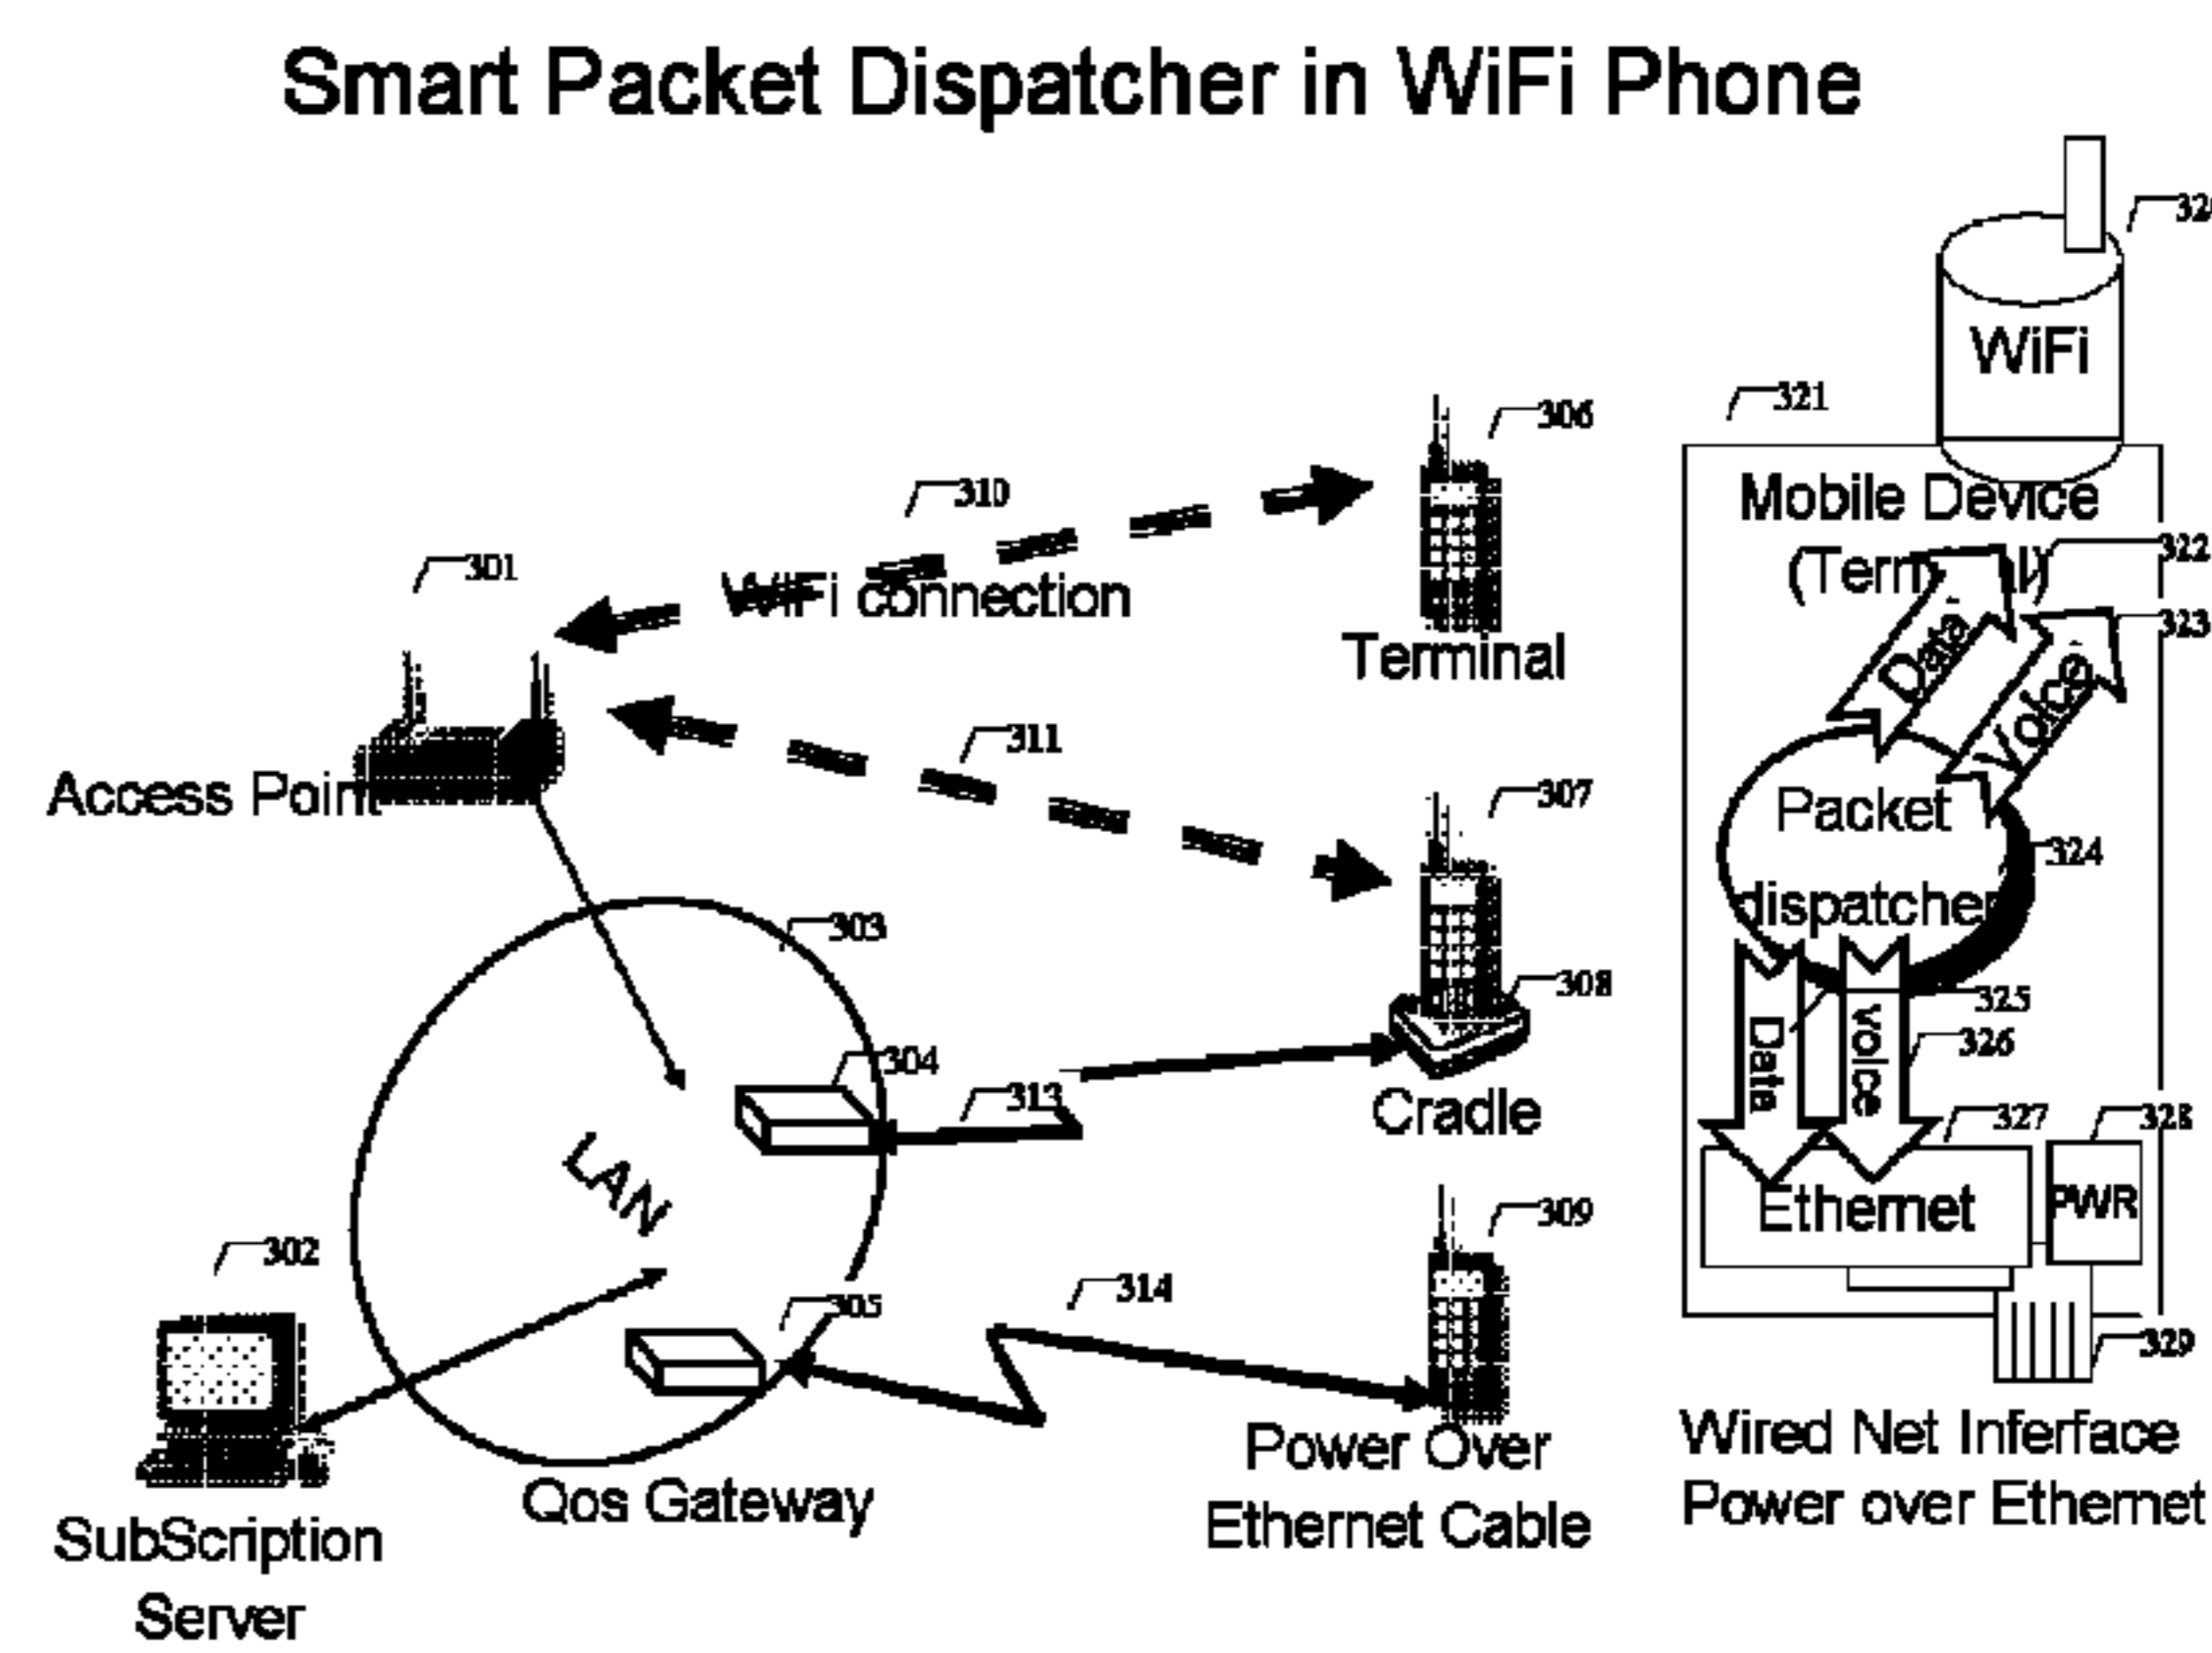 Smart Packet Dispatcher in WiFi Phone
WiFi
321
306
Mobile Device
310
322
301
WiFi connection
323
Terminal
Data
Voice
311
307
Access Point
Packet
324
303
dispatcher
308
325
304
326
313
Data
voice
Cradle
327
328
LAN
Ethernet
PWR
309
302
314
305
329
Power Over
Ethernet Cable
Wired Net Inferface
Power over Ethernet
Qos Gateway
SubScription
Server